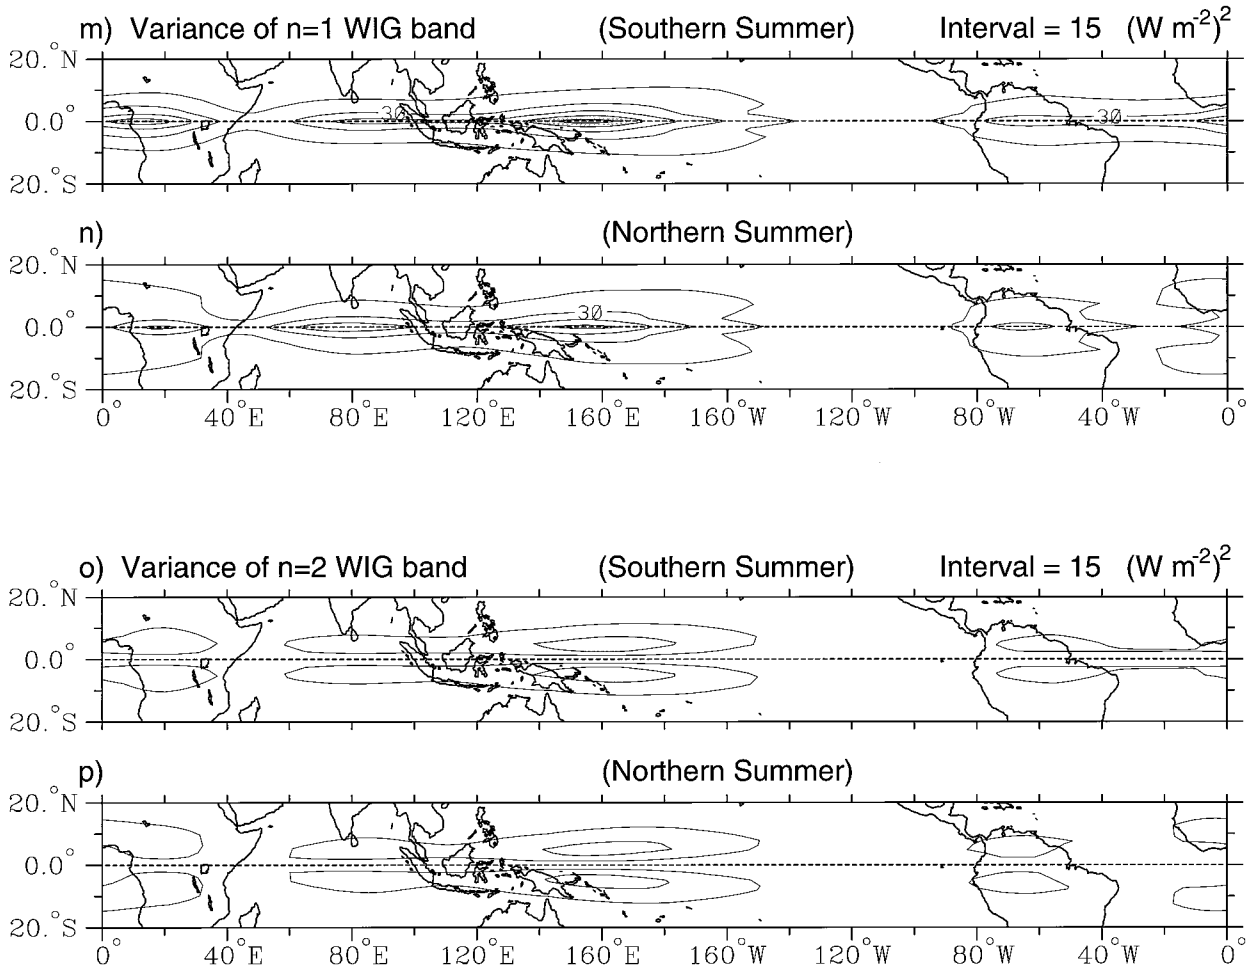 m) Variance of n=1 WIG band (Southern Summer) Interval = 15 (W m-2)2
20.°N
0.0°
20.°S
30
30
n) (Northern Summer)
20.°N
0.0°
20.°S
30
0° 40°E 80°E 120°E 160°E 160°W 120°W 80°W 40°W 0°
o) Variance of n=2 WIG band (Southern Summer) Interval = 15 (W m-2)2
20.°N
0.0°
20.°S
p) (Northern Summer)
20.°N
0.0°
20.°S
0° 40°E 80°E 120°E 160°E 160°W 120°W 80°W 40°W 0°